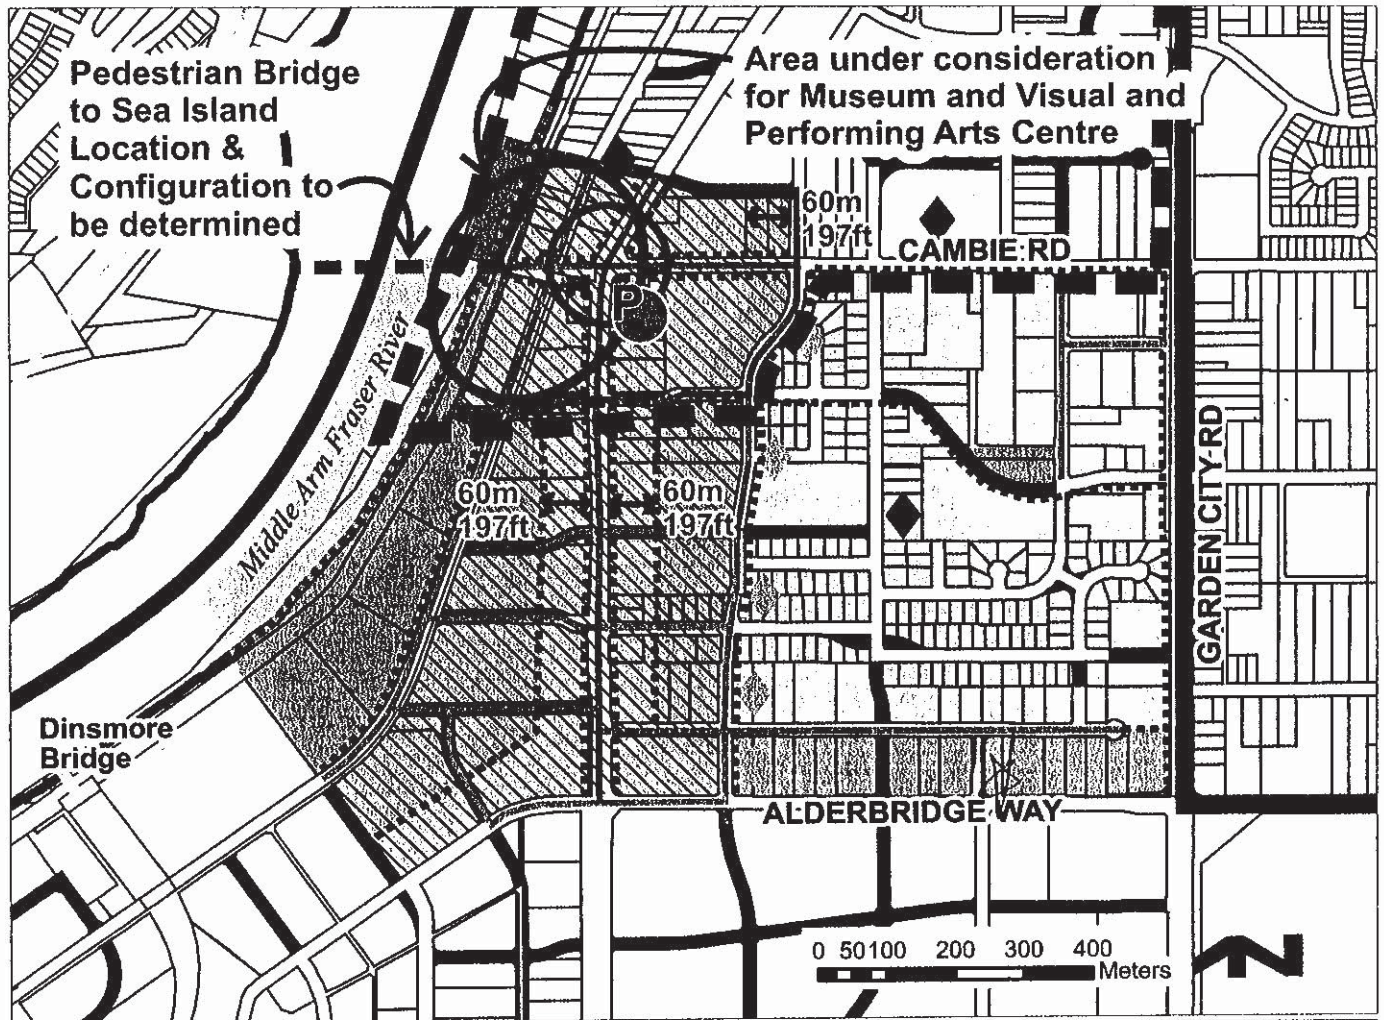 Pedestrian Bridge
to Sea Island
Location &
Configuration to
be determined
Area under consideration
for Museum and Visual and
Performing Arts Centre
60m
197ft
CAMBIE RD
P
Middle Arm Fraser River
60m
197ft
60m
197ft
GARDEN CITY RD
Dinsmore
Bridge
ALDERBRIDGE WAY
0 50 100 200 300 400
Meters
N